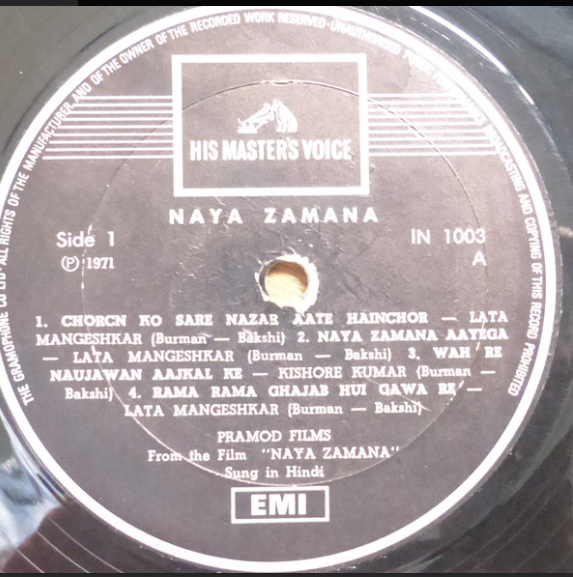 THE GRAMOPHONE CO LTD · ALL RIGHTS OF THE MANUFACTURER AND OF THE OWNER OF THE RECORDED WORK RESERVED · UNAUTHORISED BROADCASTING AND COPYING OF THIS RECORD PROHIBITED
HIS MASTER'S VOICE
NAYA ZAMANA
Side 1
IN 1003
Ⓟ 1971
A
1. CHORCN KO SARE NAZAR AATE HAINCHOR — LATA
MANGESHKAR (Burman — Bakshi) 2. NAYA ZAMANA AAYEGA
— LATA MANGESHKAR (Burman — Bakshi) 3. WAH RE
NAUJAWAN AAJKAL KE — KISHORE KUMAR (Burman —
Bakshi) 4. RAMA RAMA GHAJAB HUI GAWA RE —
LATA MANGESHKAR (Burman — Bakshi)
PRAMOD FILMS
From the Film "NAYA ZAMANA"
Sung in Hindi
EMI